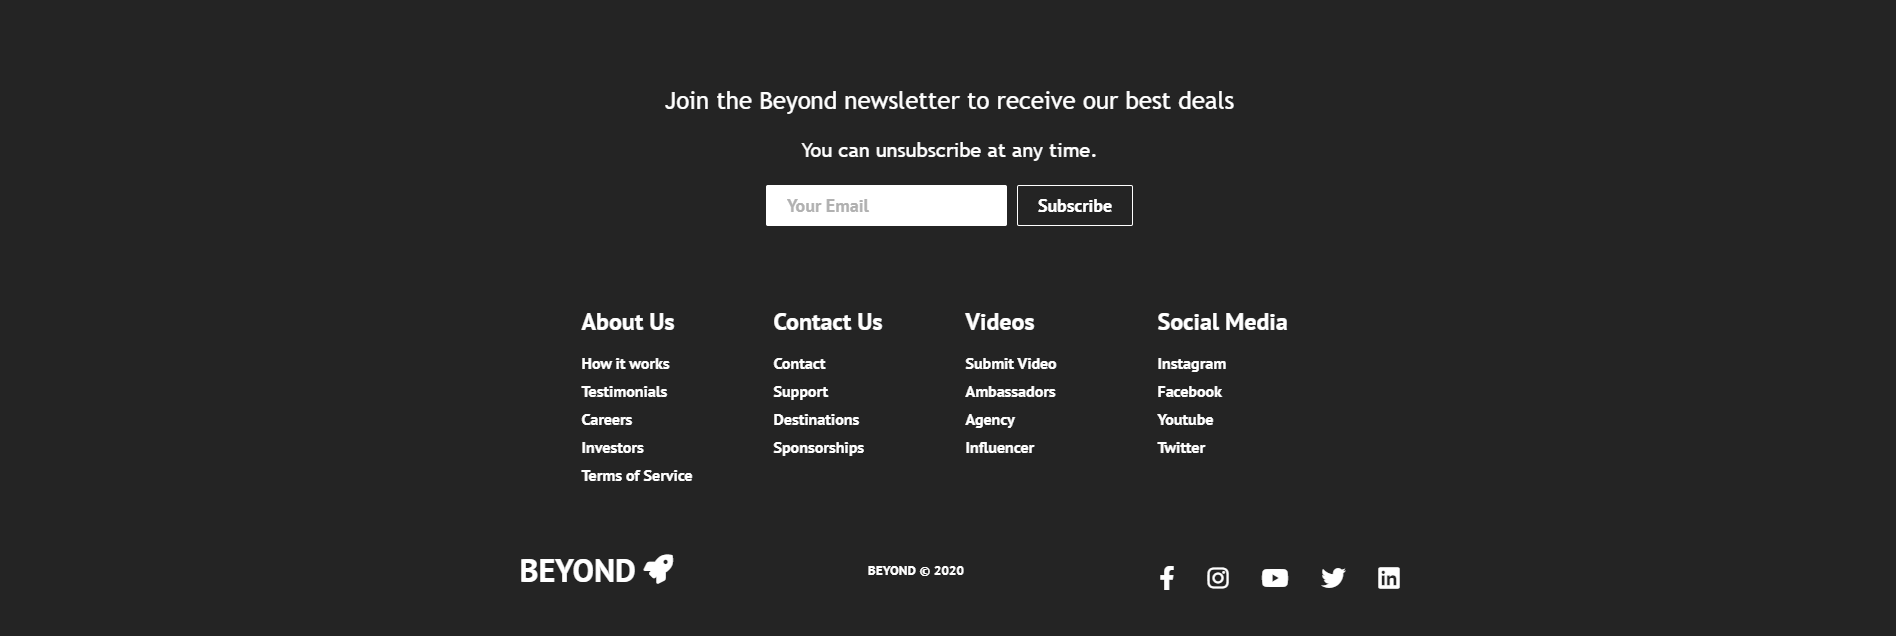 Join the Beyond newsletter to receive our best deals
You can unsubscribe at any time.
Your Email
Subscribe
About Us
How it works
Testimonials
Careers
Investors
Terms of Service
Contact Us
Contact
Support
Destinations
Sponsorships
Videos
Submit Video
Ambassadors
Agency
Influencer
Social Media
Instagram
Facebook
Youtube
Twitter
BEYOND
BEYOND © 2020